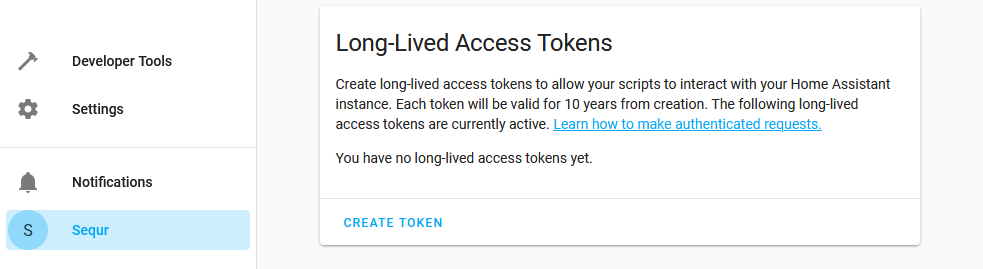 Developer Tools
Settings
Notifications
S
Sequr
Long-Lived Access Tokens
Create long-lived access tokens to allow your scripts to interact with your Home Assistant
instance. Each token will be valid for 10 years from creation. The following long-lived
access tokens are currently active. Learn how to make authenticated requests.
You have no long-lived access tokens yet.
CREATE TOKEN